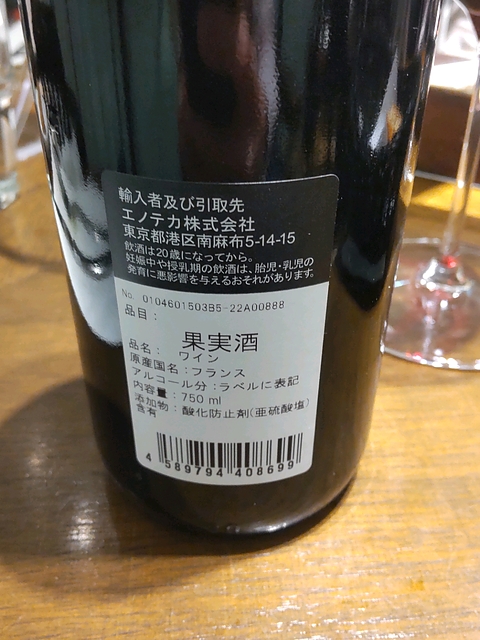 輸入者及び引取先
エノテカ株式会社
東京都港区南麻布5-14-15
飲酒は20歳になってから。
妊娠中や授乳期の飲酒は、胎児・乳児の
発育に悪影響を与えるおそれがあります。
No. 0104601503B5-22A00888
品目：
果実酒
品名：ワイン
原産国名：フランス
アルコール分：ラベルに表記
内容量：750 ml
添加物：酸化防止剤(亜硫酸塩)
含有
4 589794 408699